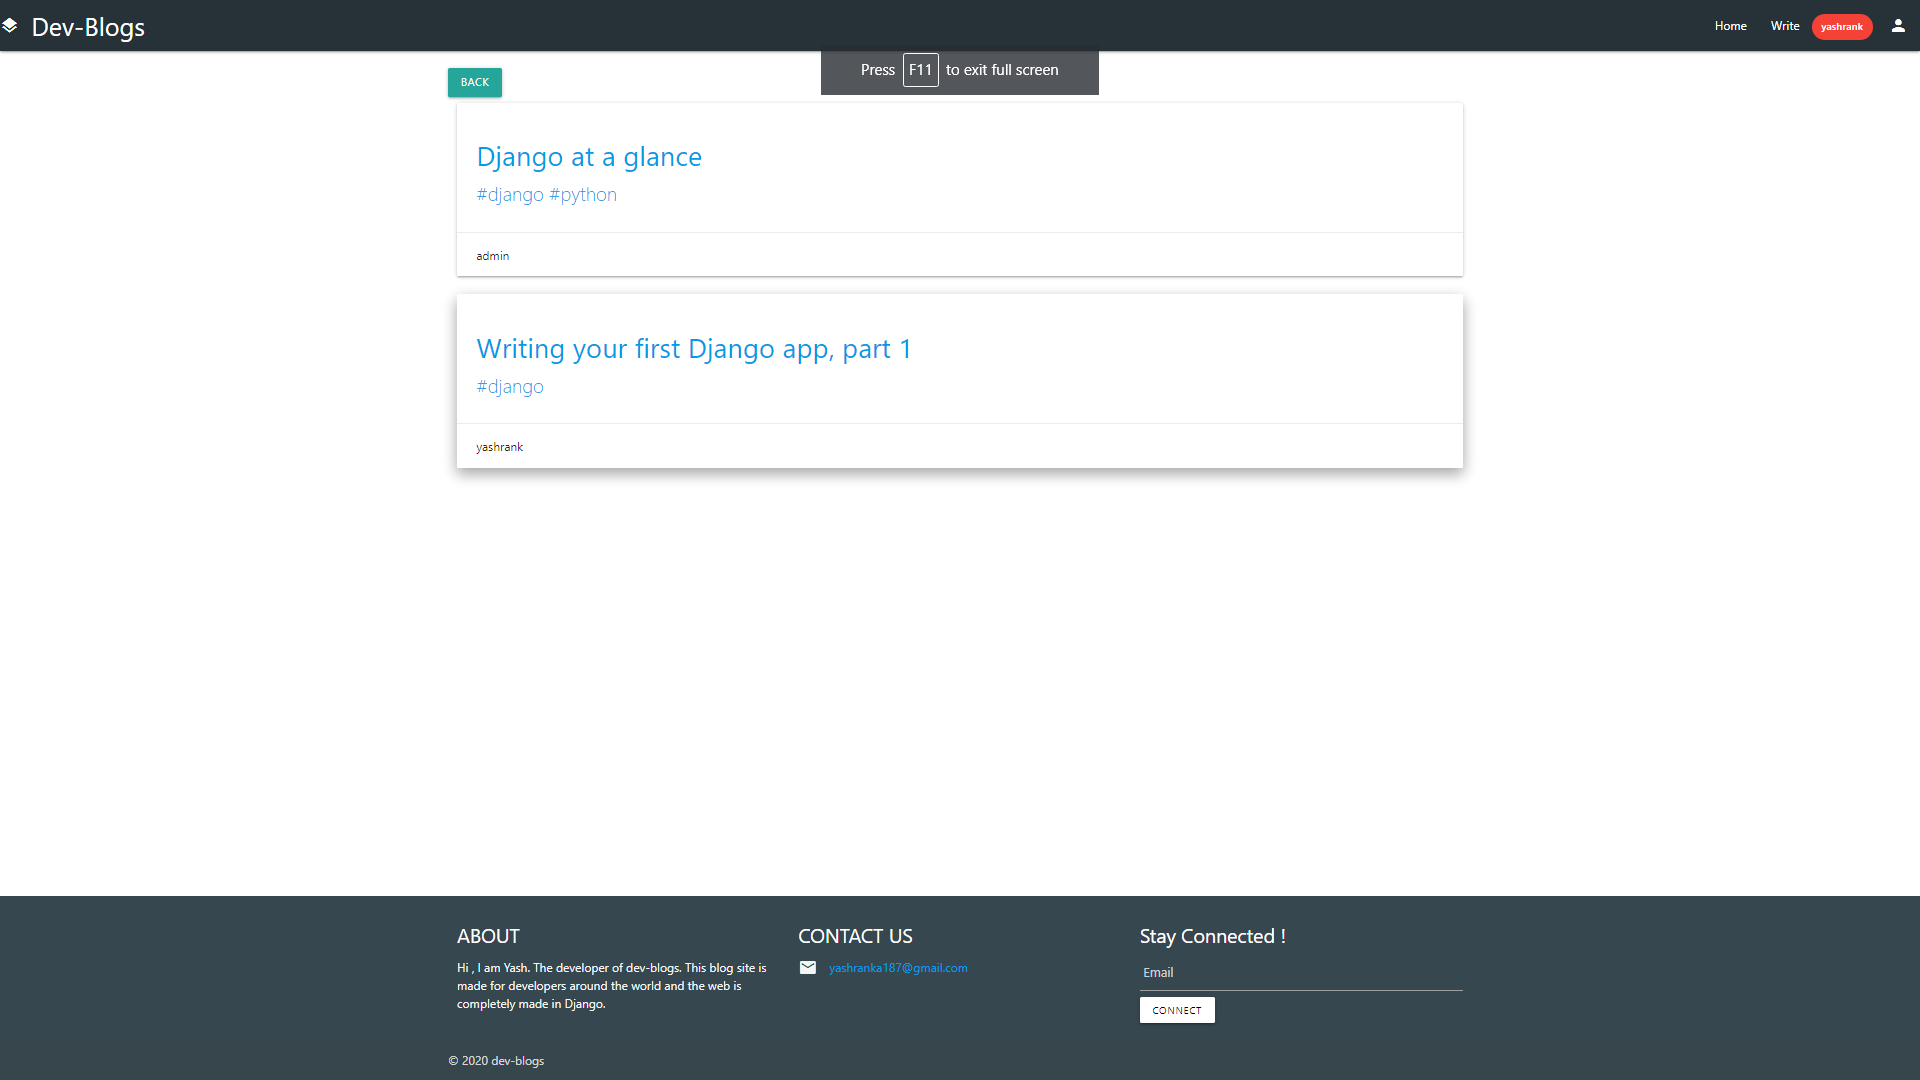 Dev-Blogs
Home Write yashrank
Press F11 to exit full screen
BACK
Django at a glance
#django #python
admin
Writing your first Django app, part 1
#django
yashrank
ABOUT
Hi , I am Yash. The developer of dev-blogs. This blog site is
made for developers around the world and the web is
completely made in Django.
CONTACT US
yashranka187@gmail.com
Stay Connected !
Email
CONNECT
© 2020 dev-blogs